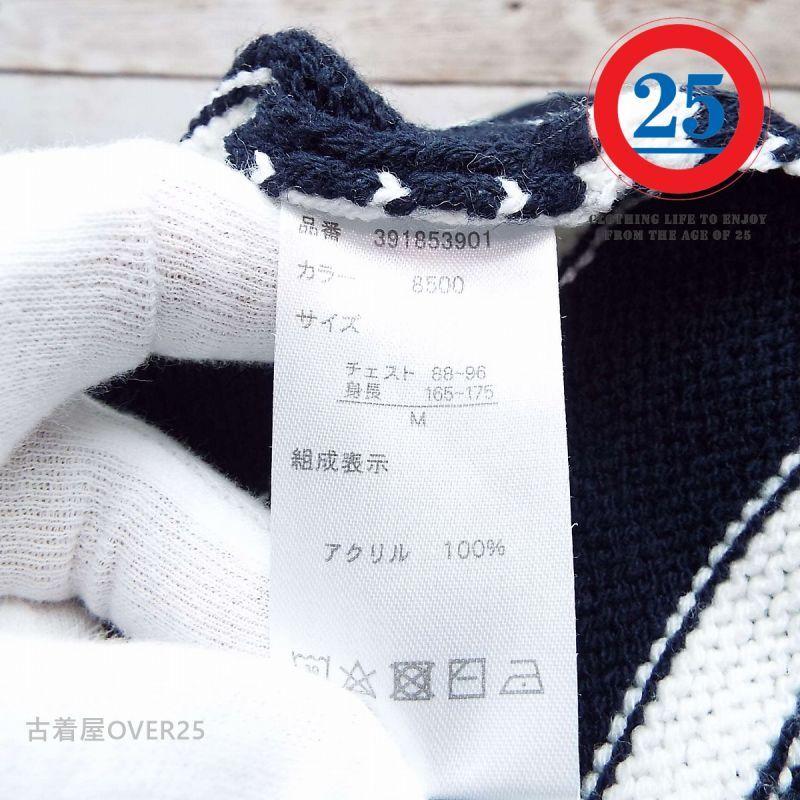 25
CLOTHING LIFE TO ENJOY
FROM THE AGE OF 25
品番 391853901
カラー 8500
サイズ
チェスト 88-96
身長 165-175
M
組成表示
アクリル 100%
古着屋OVER25